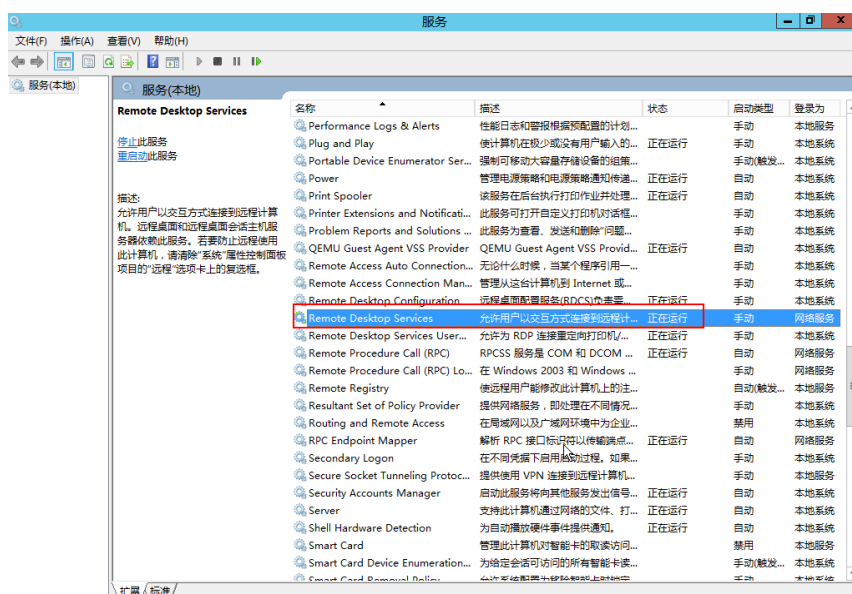 服务
文件(F) 操作(A) 查看(V) 帮助(H)
服务(本地)
服务(本地)
Remote Desktop Services
停止此服务
重启动此服务
描述:
允许用户以交互方式连接到远程计算
机。远程桌面和远程桌面会话主机服
务器依赖此服务。若要防止远程使用
此计算机，请清除"系统"属性控制面板
项目的"远程"选项卡上的复选框。
名称 描述 状态 启动类型 登录为
Performance Logs & Alerts 性能日志和警报根据预配置的计划... 手动 本地服务
Plug and Play 使计算机在极少或没有用户输入的... 正在运行 手动 本地系统
Portable Device Enumerator Ser... 强制可移动大容量存储设备的组策... 手动(触发... 本地系统
Power 管理电源策略和电源策略通知传递... 正在运行 自动 本地系统
Print Spooler 该服务在后台执行打印作业并处理... 正在运行 自动 本地系统
Printer Extensions and Notificati... 此服务可打开自定义打印机对话框... 手动 本地系统
Problem Reports and Solutions ... 此服务为查看、发送和删除"问题... 手动 本地系统
QEMU Guest Agent VSS Provider QEMU Guest Agent VSS Provid... 正在运行 自动 本地系统
Remote Access Auto Connection... 无论什么时候，当某个程序引用一... 手动 本地系统
Remote Access Connection Man... 管理从这台计算机到 Internet 或... 手动 本地系统
Remote Desktop Configuration 远程桌面配置服务(RDCS)负责需... 正在运行 手动 本地系统
Remote Desktop Services 允许用户以交互方式连接到远程计... 正在运行 手动 网络服务
Remote Desktop Services User... 允许为 RDP 连接重定向打印机/... 正在运行 手动 本地系统
Remote Procedure Call (RPC) RPCSS 服务是 COM 和 DCOM ... 正在运行 自动 网络服务
Remote Procedure Call (RPC) Lo... 在 Windows 2003 和 Windows ... 手动 网络服务
Remote Registry 使远程用户能修改此计算机上的注... 自动(触发... 本地服务
Resultant Set of Policy Provider 提供网络服务，即处理在不同情况... 手动 本地系统
Routing and Remote Access 在局域网以及广域网环境中为企业... 禁用 本地系统
RPC Endpoint Mapper 解析 RPC 接口标识符以传输端点... 正在运行 自动 网络服务
Secondary Logon 在不同凭据下启用启动过程。如果... 手动 本地系统
Secure Socket Tunneling Protoc... 提供使用 VPN 连接到远程计算机... 手动 本地服务
Security Accounts Manager 启动此服务将向其他服务发出信号... 正在运行 自动 本地系统
Server 支持此计算机通过网络的文件、打... 正在运行 自动 本地系统
Shell Hardware Detection 为自动播放硬件事件提供通知。 正在运行 自动 本地系统
Smart Card 管理此计算机对智能卡的取读访问... 禁用 本地服务
Smart Card Device Enumeration... 为给定会话可访问的所有智能卡读... 手动(触发... 本地系统
Smart Card Removal Policy 允许系统配置为移除智能卡时锁定... 手动 本地系统
扩展 标准